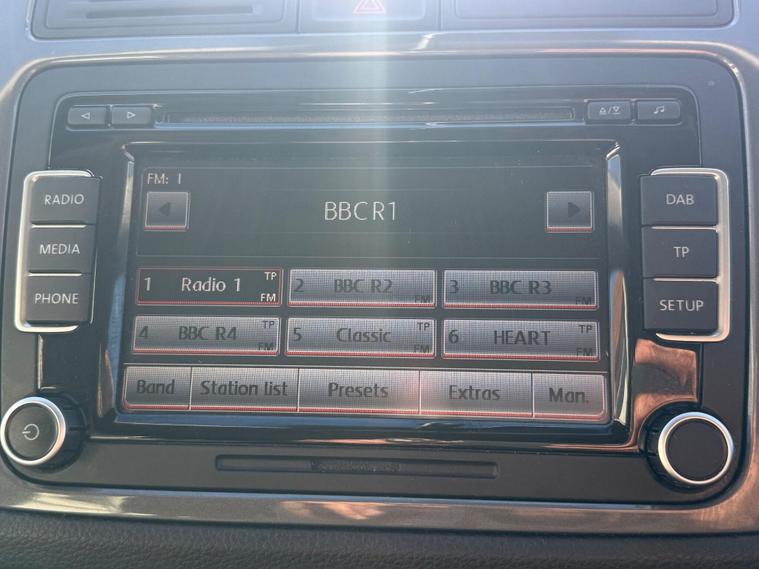 FM: 1
BBC R1
RADIO
MEDIA
PHONE
1 Radio 1 TP FM
2 BBC R2 FM
3 BBC R3 FM
4 BBC R4 TP FM
5 Classic TP FM
6 HEART TP FM
Band Station list Presets Extras Man.
DAB
TP
SETUP